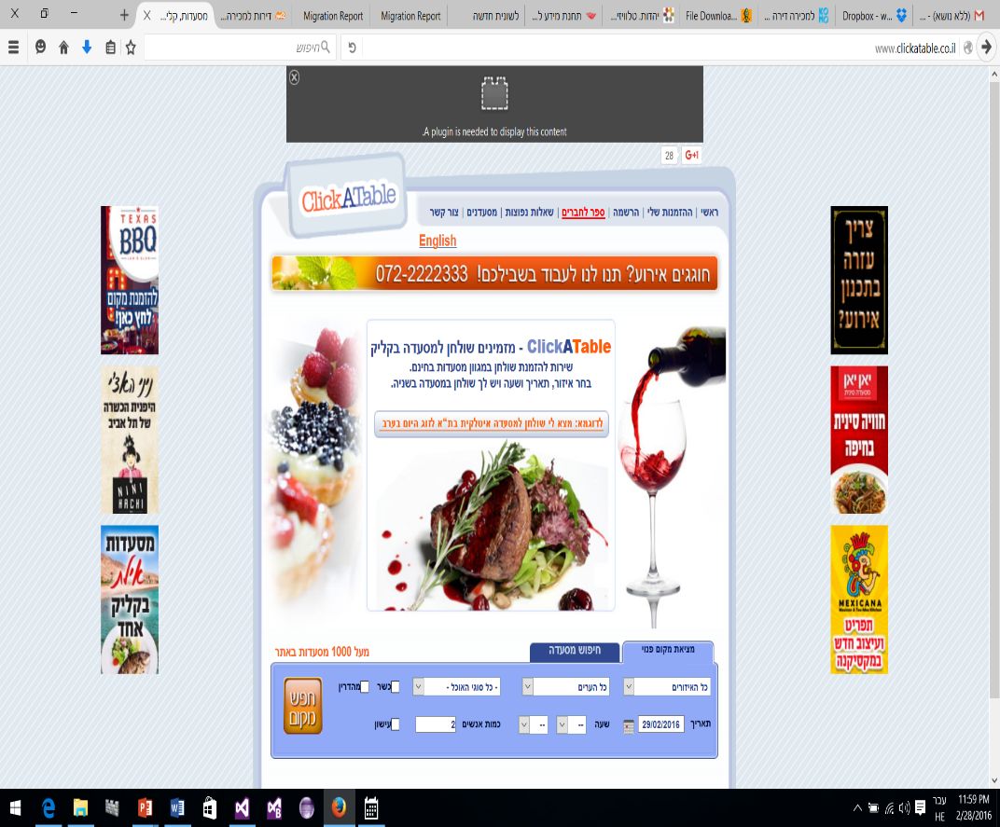 (ללא נושא) - ...
Dropbox - w...
למכירה דירה ...
File Downloa...
יהדות. טלוויזי...
תחנת מידע ל...
לשונית חדשה
Migration Report
Migration Report
דירות למכירה...
מסעדות, קלי...
www.clickatable.co.il
חיפוש
A plugin is needed to display this content.
28
G+1
ClickATable
ראשי | ההזמנות שלי | הרשמה | ספר לחברים | שאלות נפוצות | מסעדנים | צור קשר
English
חוגגים אירוע? תנו לנו לעבוד בשבילכם! 072-2222333
ClickATable - מזמינים שולחן למסעדה בקליק
שירות להזמנת שולחן במגוון מסעדות בחינם.
בחר איזור, תאריך ושעה ויש לך שולחן במסעדה בשניה.
לדוגמא: מצא לי שולחן למסעדה איטלקית בת"א לזוג היום בערב
צריך
עזרה
בתכנון
אירוע?
יאן יאן
מסעדה סינית
חוויה סינית
בחיפה
MEXICANA
תפריט
ועיצוב חדש
במקסיקנה
TEXAS
BBQ
להזמנת מקום
לחץ כאן!
ניני האצ'י
היפנית הכשרה
של תל אביב
NINI
HACHI
מסעדות
אילת
בקליק
אחד
מציאת מקום פנוי
חיפוש מסעדה
מעל 1000 מסעדות באתר
כל האיזורים
כל הערים
- כל סוגי האוכל -
כשר
מהדרין
תאריך
29/02/2016
שעה
--
--
כמות אנשים
2
עישון
חפש
מקום
עבר
HE
11:59 PM
2/28/2016